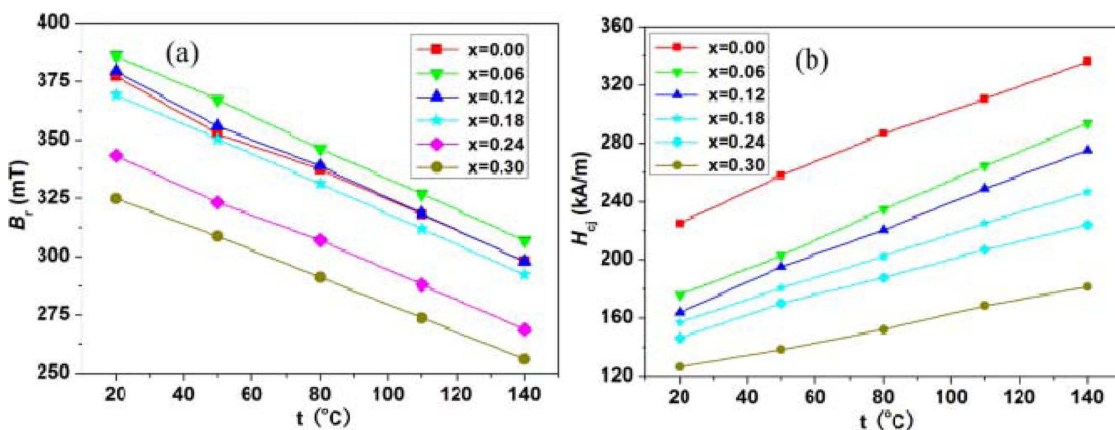 (a)
x=0.00
x=0.06
x=0.12
x=0.18
x=0.24
x=0.30
400
375
350
325
300
275
250
Br (mT)
20 40 60 80 100 120 140
t (°C)
(b)
x=0.00
x=0.06
x=0.12
x=0.18
x=0.24
x=0.30
360
320
280
240
200
160
120
Hcj (kA/m)
20 40 60 80 100 120 140
t (°C)